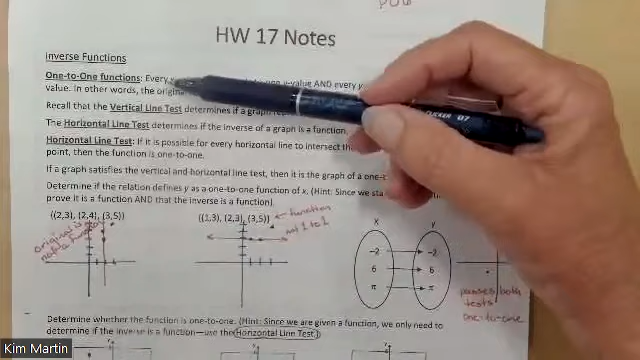 HW 17 Notes
Inverse Functions
One-to-One functions: Every y-value AND every
value. In other words, the original
Recall that the Vertical Line Test determines if a graph
The Horizontal Line Test determines if the inverse of a graph is a function.
Horizontal Line Test: If it is possible for every horizontal line to intersect the
point, then the function is one-to-one.
If a graph satisfies the vertical and horizontal line test, then it is the graph of a one-
Determine if the relation defines y as a one-to-one function of x. (Hint: Since we
prove it is a function AND that the inverse is a function).
{(2,3), (2,4), (3,5)}
{(1,3), (2,3), (3,5)}
function
not 1 to 1
original is
not a function
x
y
-2
-2
6
6
π
π
passes both
tests
one-to-one
Determine whether the function is one-to-one. (Hint: Since we are given a function, we only need to
determine if the inverse is a function—use the Horizontal Line Test.)
Kim Martin
CLICKER 07